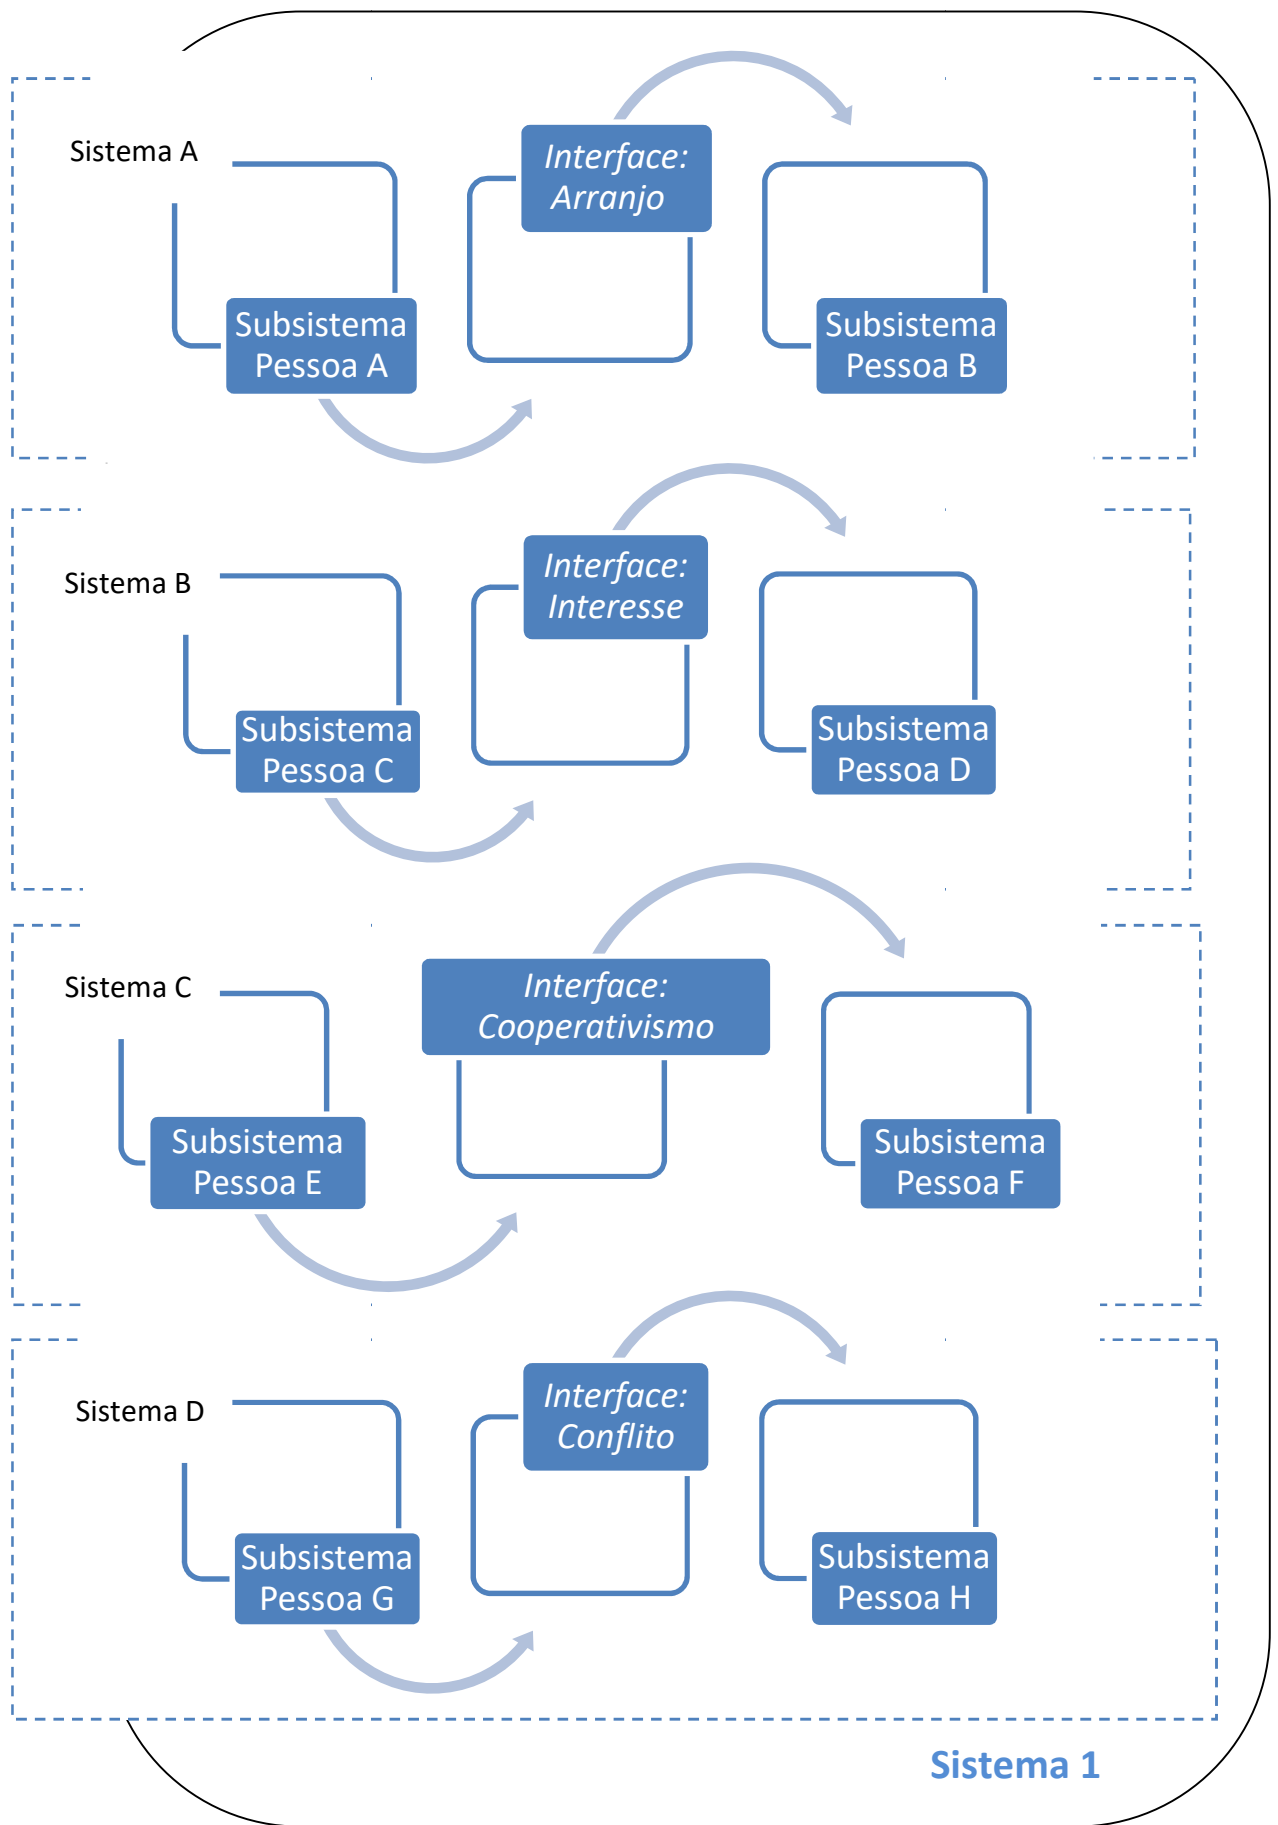 Sistema A
Interface:
Arranjo
Subsistema
Pessoa A
Subsistema
Pessoa B
Sistema B
Interface:
Interesse
Subsistema
Pessoa C
Subsistema
Pessoa D
Sistema C
Interface:
Cooperativismo
Subsistema
Pessoa E
Subsistema
Pessoa F
Sistema D
Interface:
Conflito
Subsistema
Pessoa G
Subsistema
Pessoa H
Sistema 1